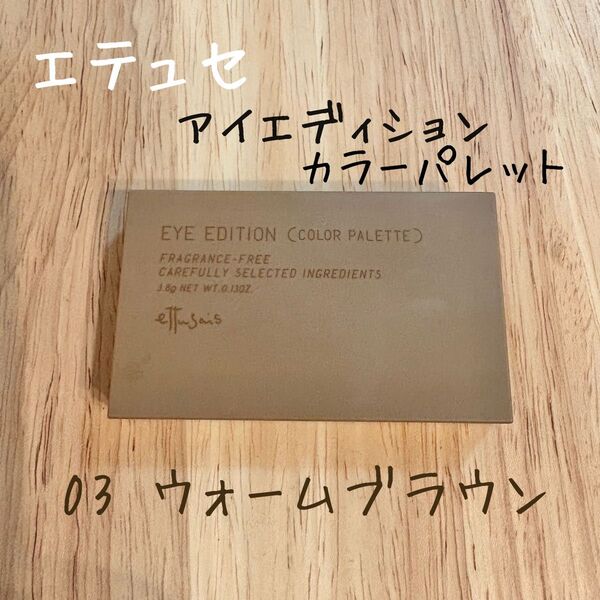 エテュセ
アイエディション
カラーパレット
EYE EDITION (COLOR PALETTE)
FRAGRANCE-FREE
CAREFULLY SELECTED INGREDIENTS
3.8g NET WT.0.13OZ.
ettusais
03 ウォームブラウン